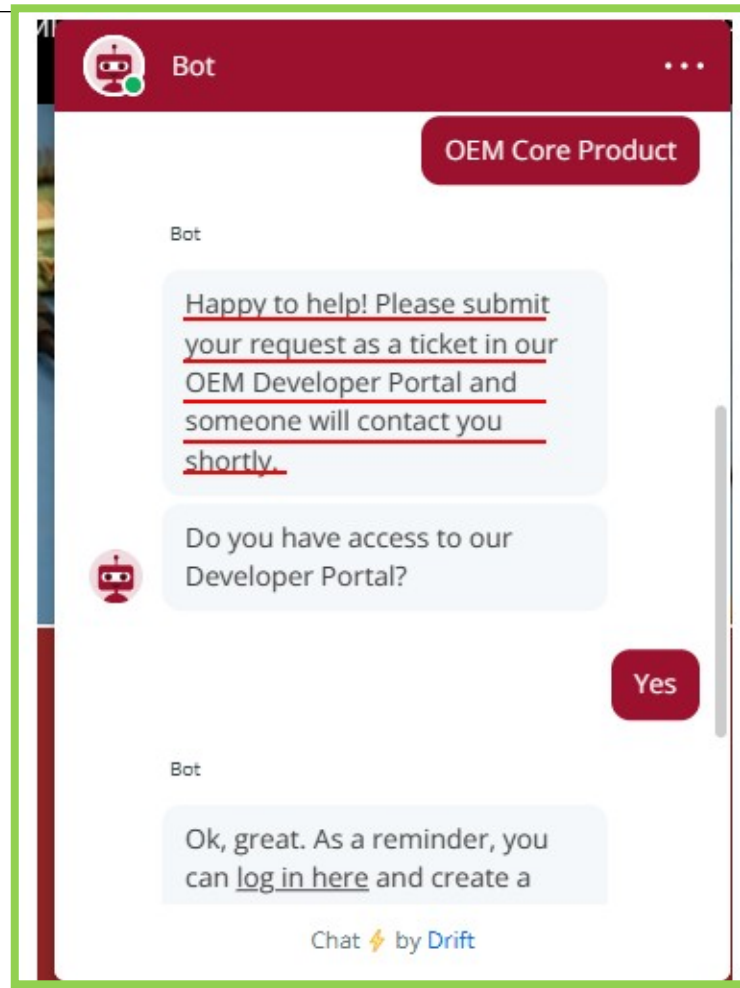 Bot
OEM Core Product
Bot
Happy to help! Please submit
your request as a ticket in our
OEM Developer Portal and
someone will contact you
shortly.
Do you have access to our
Developer Portal?
Yes
Bot
Ok, great. As a reminder, you
can log in here and create a
Chat ⚡ by Drift